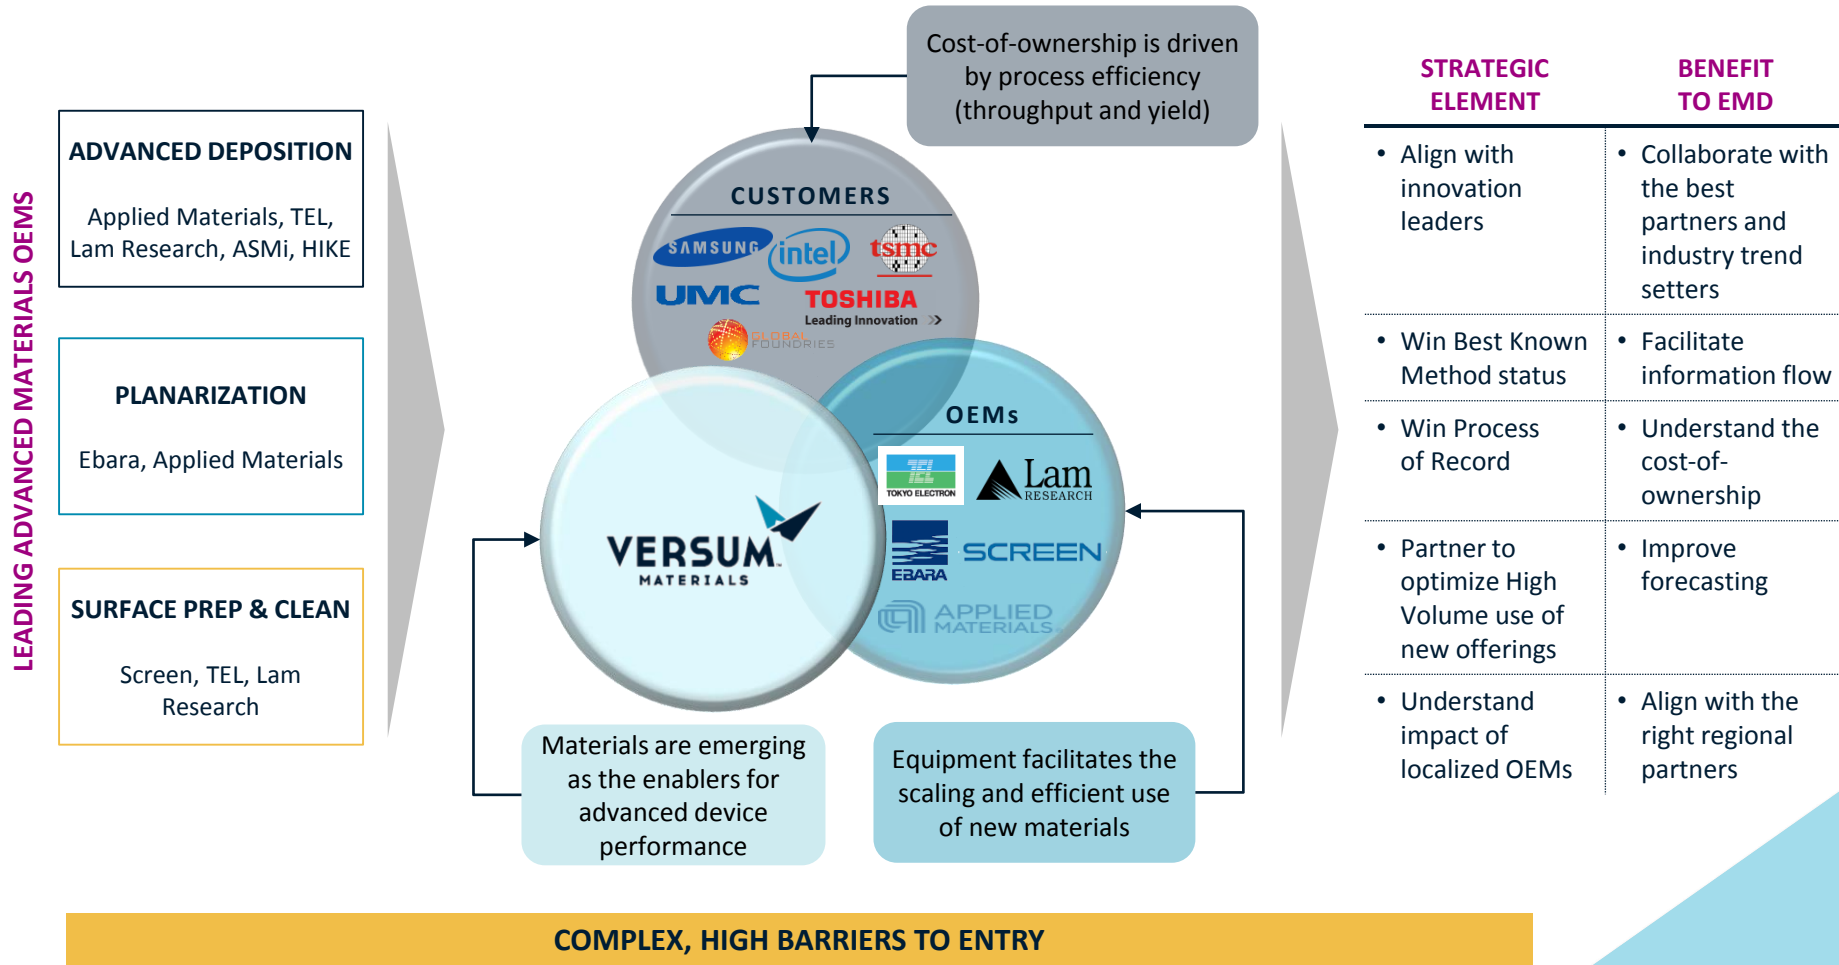 LEADING ADVANCED MATERIALS OEMS
ADVANCED DEPOSITION
Applied Materials, TEL,
Lam Research, ASMi, HIKE
PLANARIZATION
Ebara, Applied Materials
SURFACE PREP & CLEAN
Screen, TEL, Lam
Research
Cost-of-ownership is driven
by process efficiency
(throughput and yield)
CUSTOMERS
SAMSUNG
intel
tsmc
UMC
TOSHIBA
Leading Innovation >>
GLOBAL
FOUNDRIES
OEMs
TEL
TOKYO ELECTRON
Lam
RESEARCH
EBARA
SCREEN
APPLIED
MATERIALS
VERSUM
MATERIALS
Materials are emerging
as the enablers for
advanced device
performance
Equipment facilitates the
scaling and efficient use
of new materials
STRATEGIC
ELEMENT
BENEFIT
TO EMD
• Align with
innovation
leaders
• Collaborate with
the best
partners and
industry trend
setters
• Win Best Known
Method status
• Facilitate
information flow
• Win Process
of Record
• Understand the
cost-of-
ownership
• Partner to
optimize High
Volume use of
new offerings
• Improve
forecasting
• Understand
impact of
localized OEMs
• Align with the
right regional
partners
COMPLEX, HIGH BARRIERS TO ENTRY